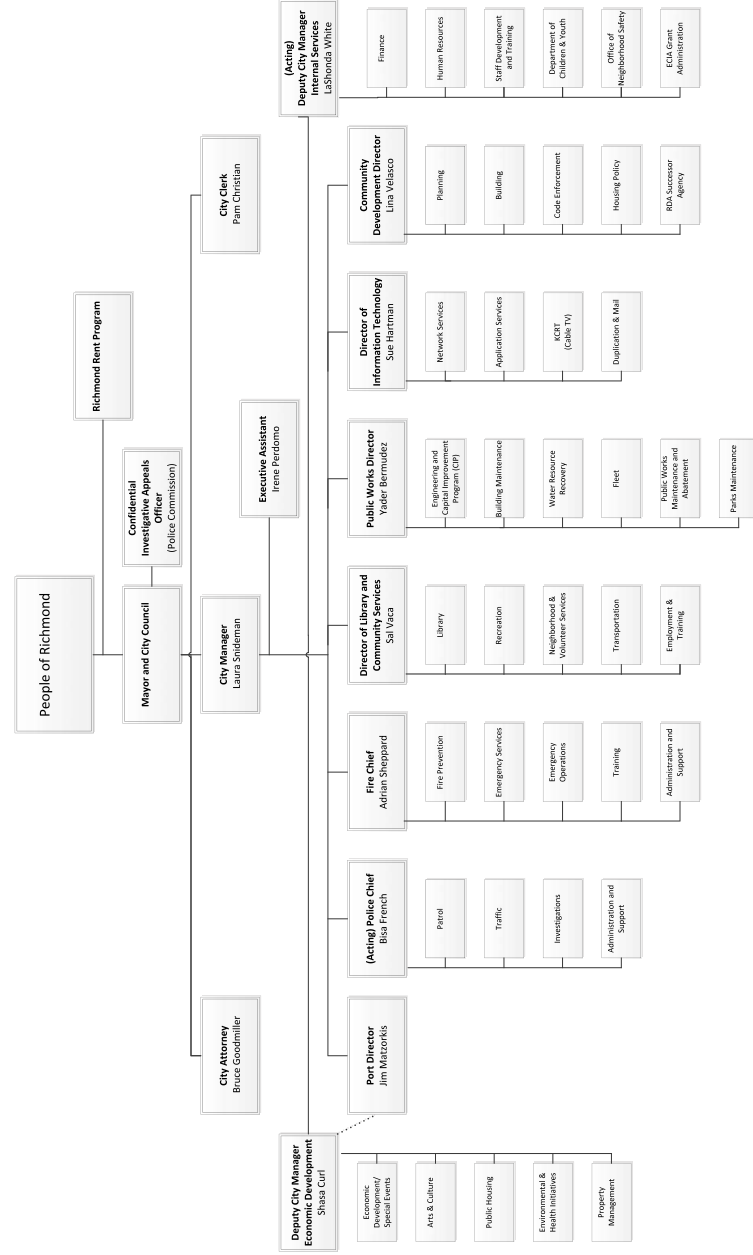 People of Richmond
Richmond Rent Program
Mayor and City Council
Confidential
Investigative Appeals
Officer
(Police Commission)
City Attorney
Bruce Goodmiller
City Manager
Laura Snideman
City Clerk
Pam Christian
Executive Assistant
Irene Perdomo
Deputy City Manager
Economic Development
Shasa Curl
(Acting)
Deputy City Manager
Internal Services
LaShonda White
Port Director
Jim Matzorkis
(Acting) Police Chief
Bisa French
Fire Chief
Adrian Sheppard
Director of Library and
Community Services
Sal Vaca
Public Works Director
Yader Bermudez
Director of
Information Technology
Sue Hartman
Community
Development Director
Lina Velasco
Economic
Development/
Special Events
Arts & Culture
Public Housing
Environmental &
Health Initiatives
Property
Management
Patrol
Traffic
Investigations
Administration and
Support
Fire Prevention
Emergency Services
Emergency
Operations
Training
Administration and
Support
Library
Recreation
Neighborhood &
Volunteer Services
Transportation
Employment &
Training
Engineering and
Capital Improvement
Program (CIP)
Building Maintenance
Water Resource
Recovery
Fleet
Public Works
Maintenance and
Abatement
Parks Maintenance
Network Services
Application Services
KCRT
(Cable TV)
Duplication & Mail
Planning
Building
Code Enforcement
Housing Policy
RDA Successor
Agency
Finance
Human Resources
Staff Development
and Training
Department of
Children & Youth
Office of
Neighborhood Safety
ECIA Grant
Administration